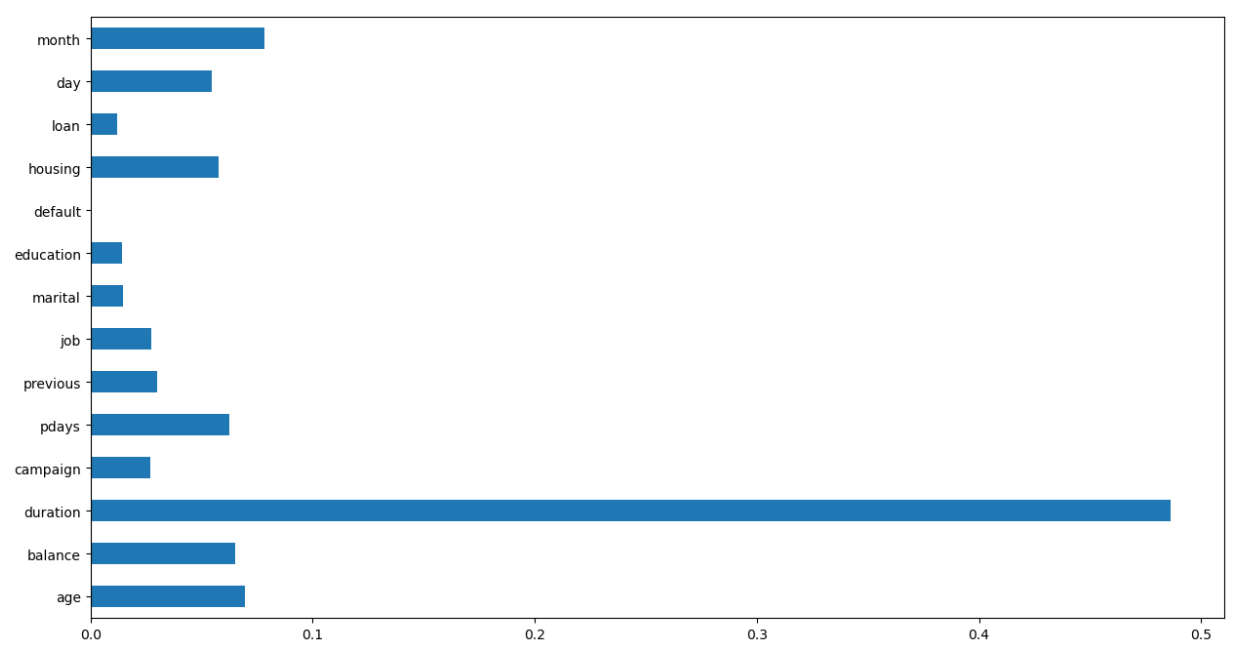 month
day
loan
housing
default
education
marital
job
previous
pdays
campaign
duration
balance
age
0.0 0.1 0.2 0.3 0.4 0.5